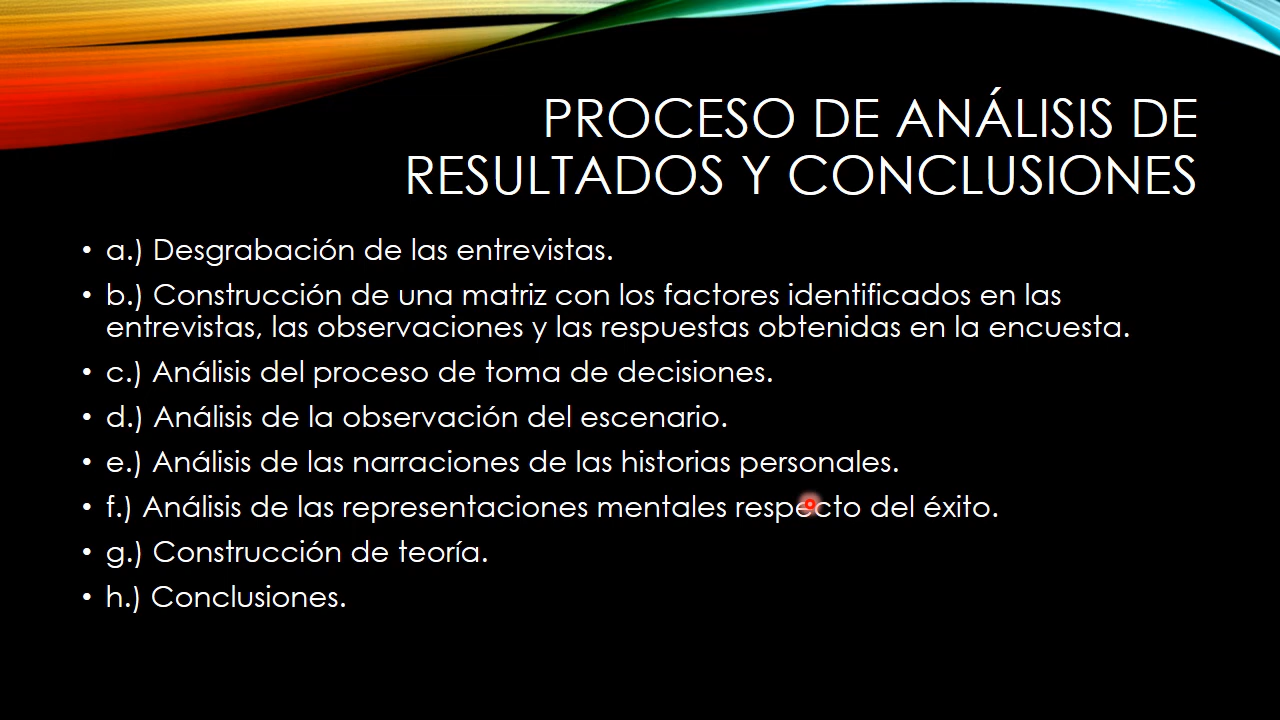 PROCESO DE ANÁLISIS DE
RESULTADOS Y CONCLUSIONES
• a.) Desgrabación de las entrevistas.
• b.) Construcción de una matriz con los factores identificados en las
entrevistas, las observaciones y las respuestas obtenidas en la encuesta.
• c.) Análisis del proceso de toma de decisiones.
• d.) Análisis de la observación del escenario.
• e.) Análisis de las narraciones de las historias personales.
• f.) Análisis de las representaciones mentales respecto del éxito.
• g.) Construcción de teoría.
• h.) Conclusiones.